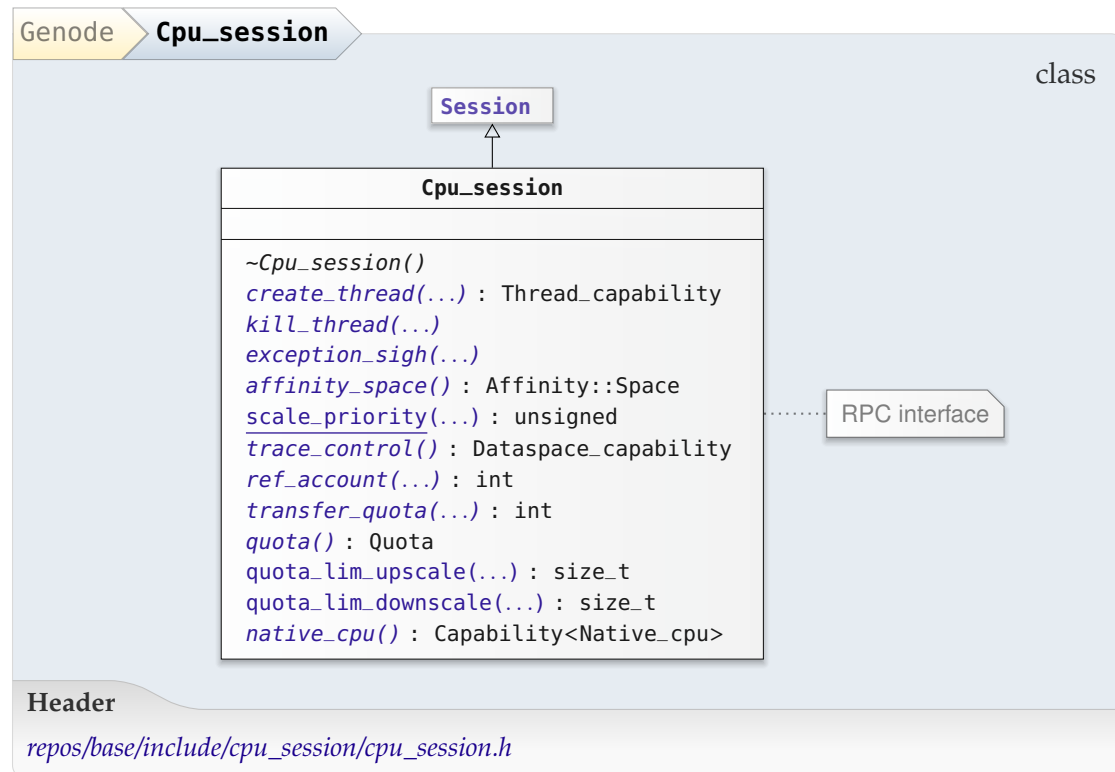 Genode Cpu_session
class
Session
Cpu_session
~Cpu_session()
create_thread(...) : Thread_capability
kill_thread(...)
exception_sigh(...)
affinity_space() : Affinity::Space
scale_priority(...) : unsigned
RPC interface
trace_control() : Dataspace_capability
ref_account(...) : int
transfer_quota(...) : int
quota() : Quota
quota_lim_upscale(...) : size_t
quota_lim_downscale(...) : size_t
native_cpu() : Capability<Native_cpu>
Header
repos/base/include/cpu_session/cpu_session.h